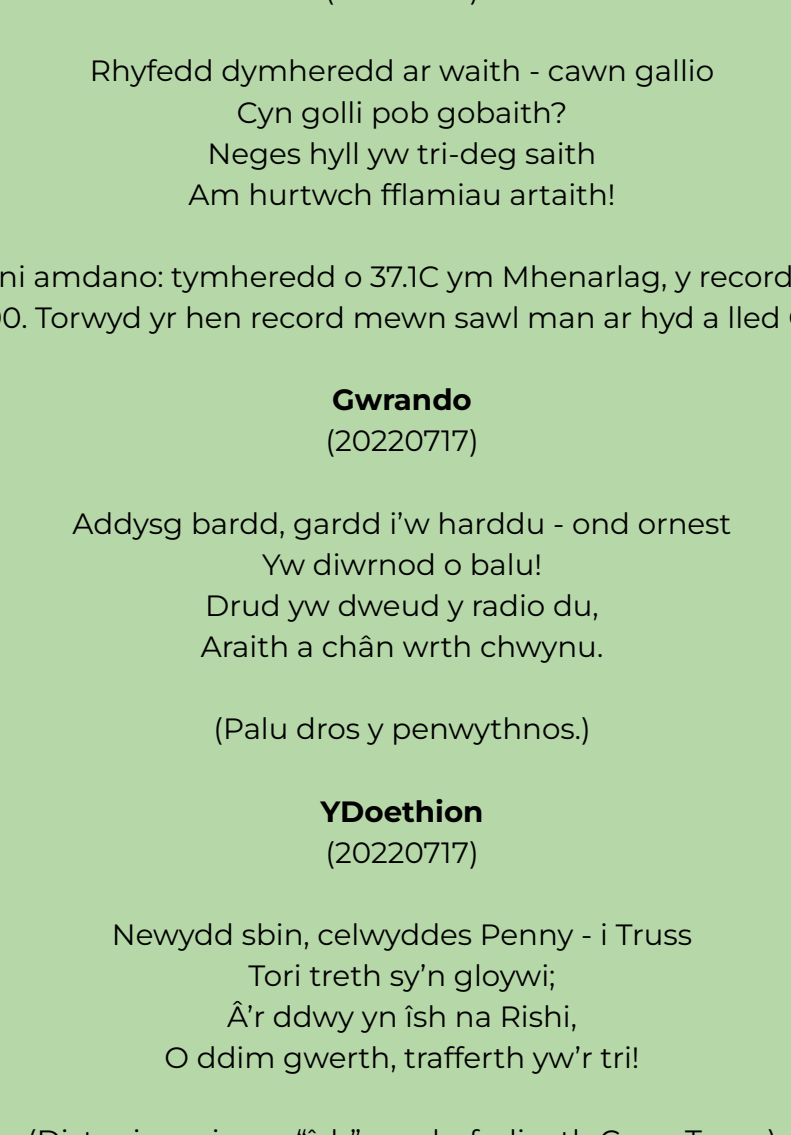 Rhyfedd dymheredd ar waith - cawn gallio
Cyn golli pob gobaith?
Neges hyll yw tri-deg saith
Am hurtwch fflamiau artaith!
ni amdano: tymheredd o 37.1C ym Mhenarlag, y record
0. Torwyd yr hen record mewn sawl man ar hyd a lled
Gwrando
(20220717)
Addysg bardd, gardd i’w harddu - ond ornest
Yw diwrnod o balu!
Drud yw dweud y radio du,
Araith a chân wrth chwynu.
(Palu dros y penwythnos.)
YDoethion
(20220717)
Newydd sbin, celwyddes Penny - i Truss
Tori treth sy’n gloywi;
Â’r ddwy yn îsh na Rishi,
O ddim gwerth, trafferth yw’r tri!